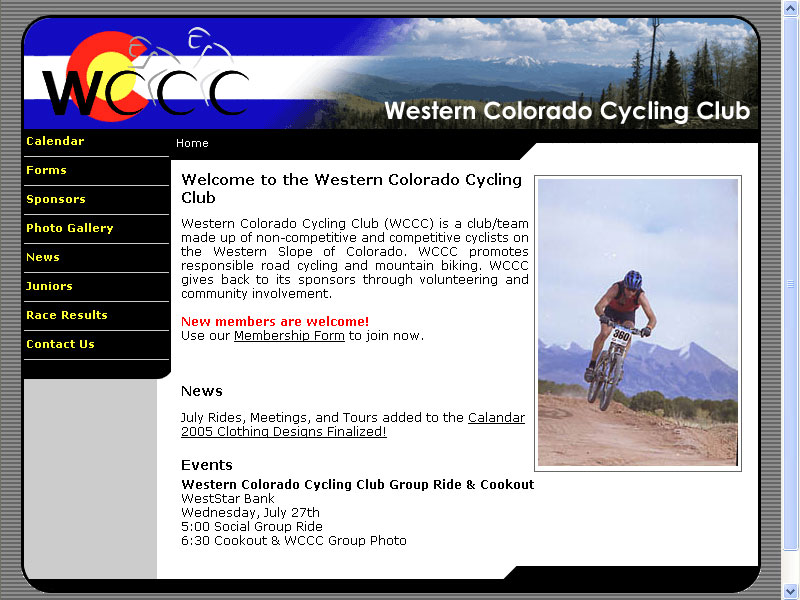 WCCC
Western Colorado Cycling Club
Calendar
Forms
Sponsors
Photo Gallery
News
Juniors
Race Results
Contact Us
Home
Welcome to the Western Colorado Cycling
Club
Western Colorado Cycling Club (WCCC) is a club/team
made up of non-competitive and competitive cyclists on
the Western Slope of Colorado. WCCC promotes
responsible road cycling and mountain biking. WCCC
gives back to its sponsors through volunteering and
community involvement.
New members are welcome!
Use our Membership Form to join now.
360
News
July Rides, Meetings, and Tours added to the Calandar
2005 Clothing Designs Finalized!
Events
Western Colorado Cycling Club Group Ride & Cookout
WestStar Bank
Wednesday, July 27th
5:00 Social Group Ride
6:30 Cookout & WCCC Group Photo